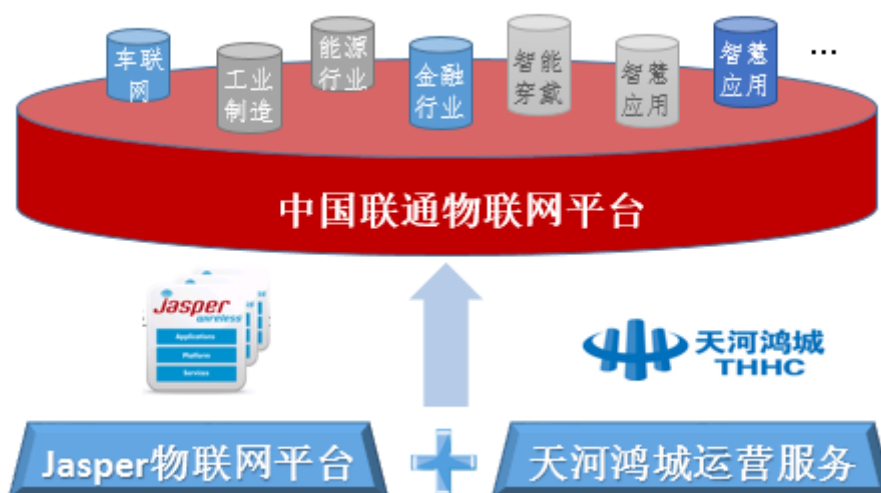 车联
网
工业
制造
能源
行业
金融
行业
智能
穿戴
智慧
应用
智慧
应用
...
中国联通物联网平台
Jasper
wireless
Applications
Platform
Services
天河鸿城
THHC
Jasper物联网平台
天河鸿城运营服务